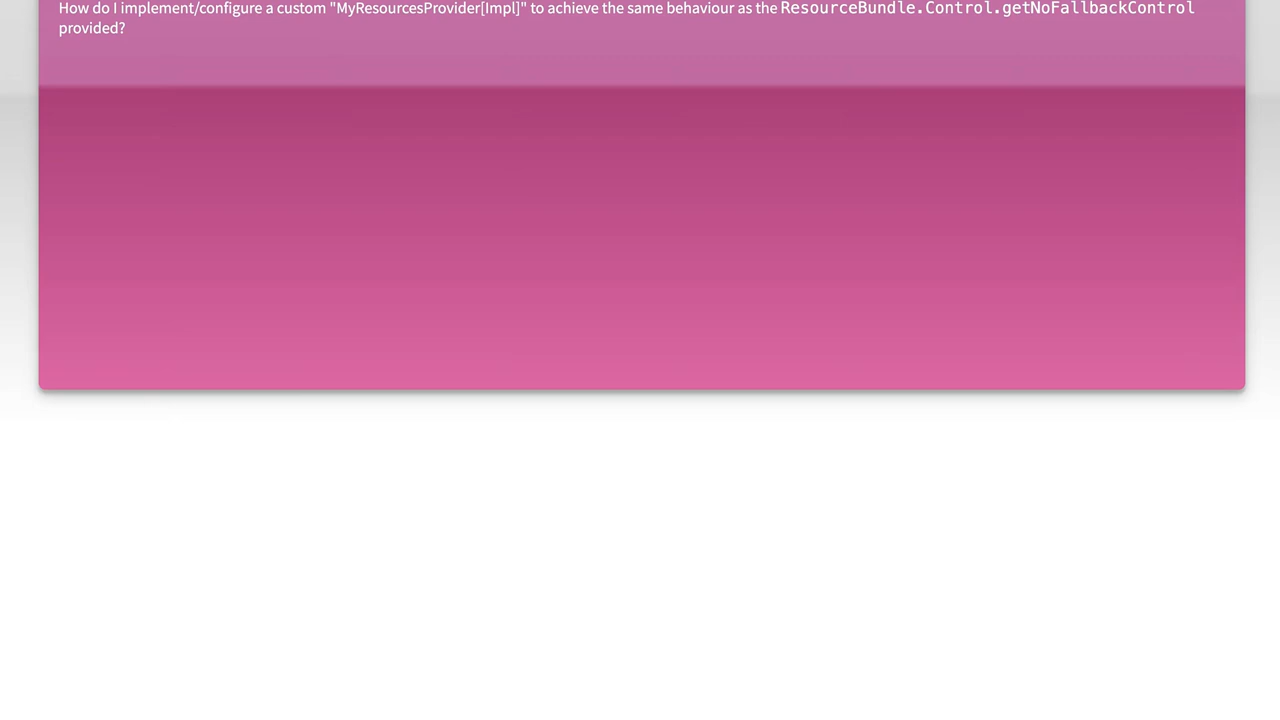 How do I implement/configure a custom "MyResourcesProvider[Impl]" to achieve the same behaviour as the ResourceBundle.Control.getNoFallbackControl
provided?